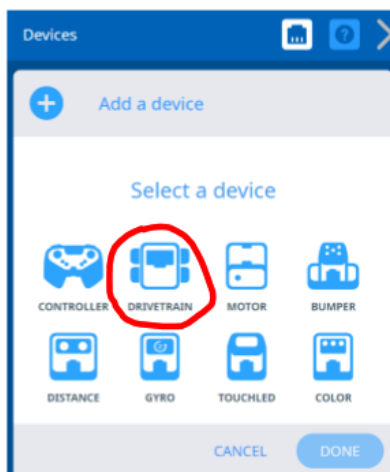 Devices
Add a device
Select a device
CONTROLLER DRIVETRAIN MOTOR BUMPER
DISTANCE GYRO TOUCHLED COLOR
CANCEL DONE